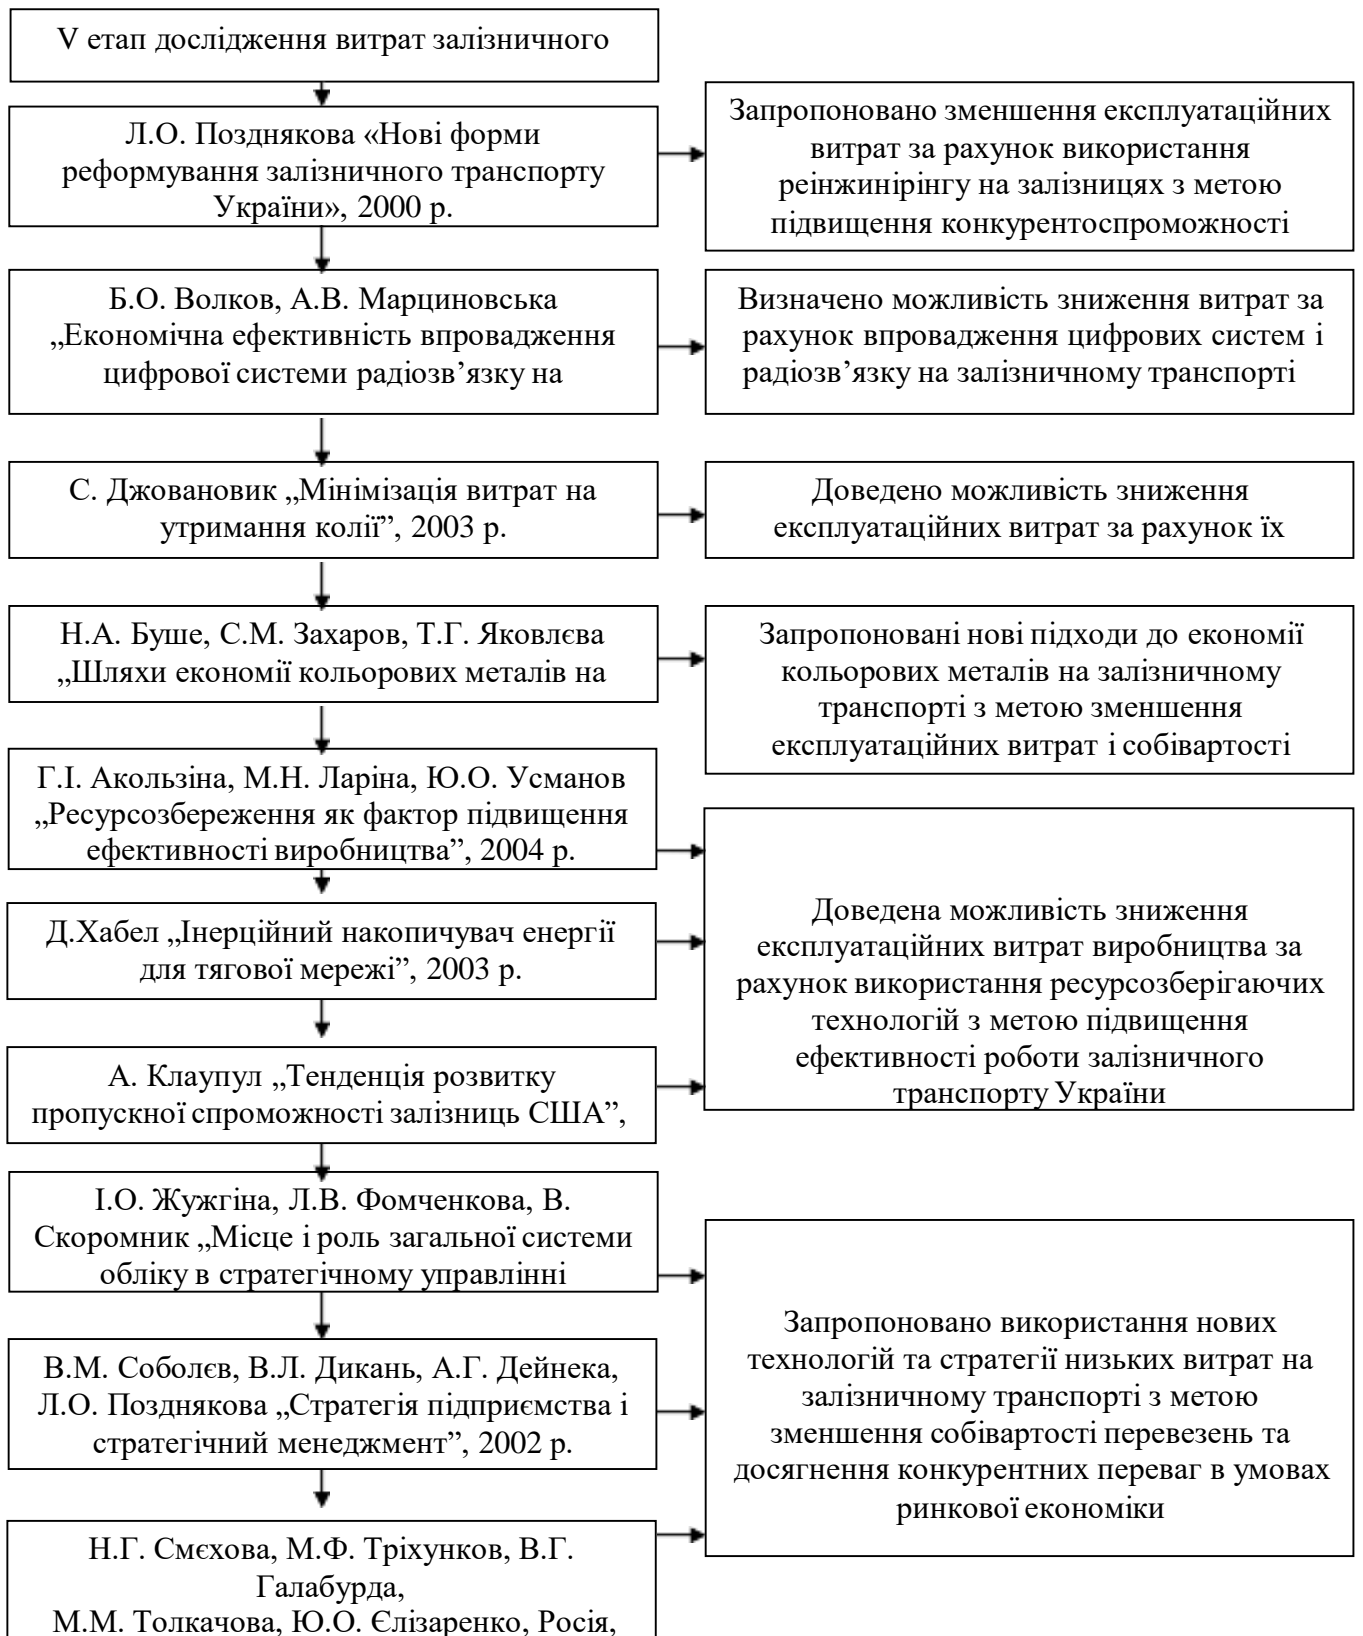 V етап дослідження витрат залізничного
Л.О. Позднякова «Нові форми
реформування залізничного транспорту
України», 2000 р.
Запропоновано зменшення експлуатаційних
витрат за рахунок використання
реінжинірінгу на залізницях з метою
підвищення конкурентоспроможності
Б.О. Волков, А.В. Марциновська
„Економічна ефективність впровадження
цифрової системи радіозв’язку на
Визначено можливість зниження витрат за
рахунок впровадження цифрових систем і
радіозв’язку на залізничному транспорті
С. Джовановик „Мінімізація витрат на
утримання колії”, 2003 р.
Доведено можливість зниження
експлуатаційних витрат за рахунок їх
Н.А. Буше, С.М. Захаров, Т.Г. Яковлєва
„Шляхи економії кольорових металів на
Запропоновані нові підходи до економії
кольорових металів на залізничному
транспорті з метою зменшення
експлуатаційних витрат і собівартості
Г.І. Акользіна, М.Н. Ларіна, Ю.О. Усманов
„Ресурсозбереження як фактор підвищення
ефективності виробництва”, 2004 р.
Д.Хабел „Інерційний накопичувач енергії
для тягової мережі”, 2003 р.
А. Клаупул „Тенденція розвитку
пропускної спроможності залізниць США”,
Доведена можливість зниження
експлуатаційних витрат виробництва за
рахунок використання ресурсозберігаючих
технологій з метою підвищення
ефективності роботи залізничного
транспорту України
І.О. Жужгіна, Л.В. Фомченкова, В.
Скоромник „Місце і роль загальної системи
обліку в стратегічному управлінні
В.М. Соболєв, В.Л. Дикань, А.Г. Дейнека,
Л.О. Позднякова „Стратегія підприємства і
стратегічний менеджмент”, 2002 р.
Н.Г. Смєхова, М.Ф. Тріхунков, В.Г.
Галабурда,
М.М. Толкачова, Ю.О. Єлізаренко, Росія,
Запропоновано використання нових
технологій та стратегії низьких витрат на
залізничному транспорті з метою
зменшення собівартості перевезень та
досягнення конкурентних переваг в умовах
ринкової економіки